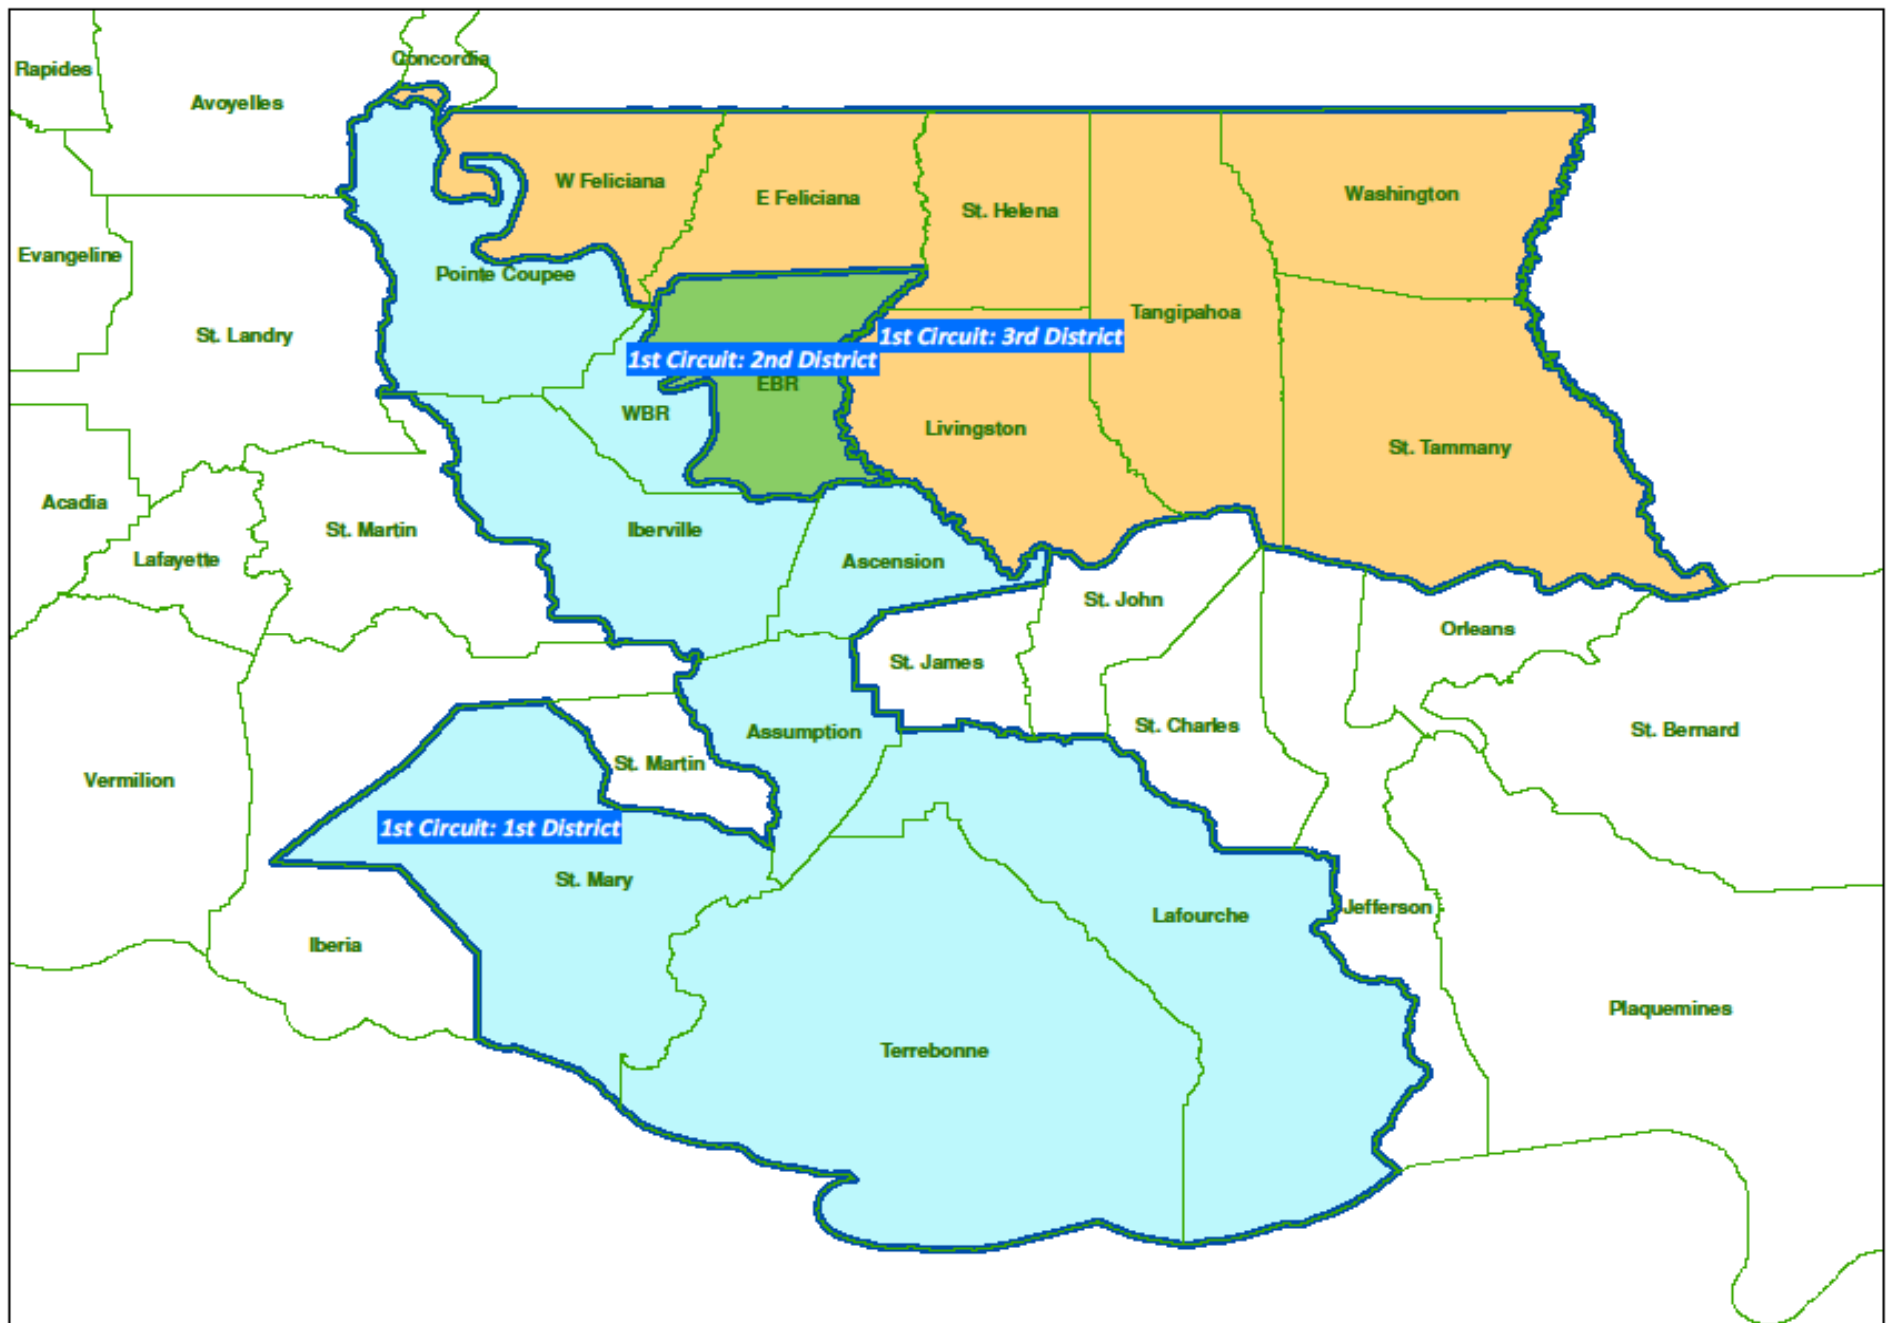 Concordia
Rapides
Avoyelles
W Feliciana
E Feliciana
St. Helena
Washington
Evangeline
Pointe Coupee
St. Landry
Tangipahoa
1st Circuit: 3rd District
1st Circuit: 2nd District
EBR
WBR
Livingston
St. Tammany
Acadia
St. Martin
Iberville
Lafayette
Ascension
St. John
Orleans
St. James
Assumption
St. Charles
St. Bernard
St. Martin
Vermilion
1st Circuit: 1st District
St. Mary
Lafourche
Jefferson
Iberia
Plaquemines
Terrebonne